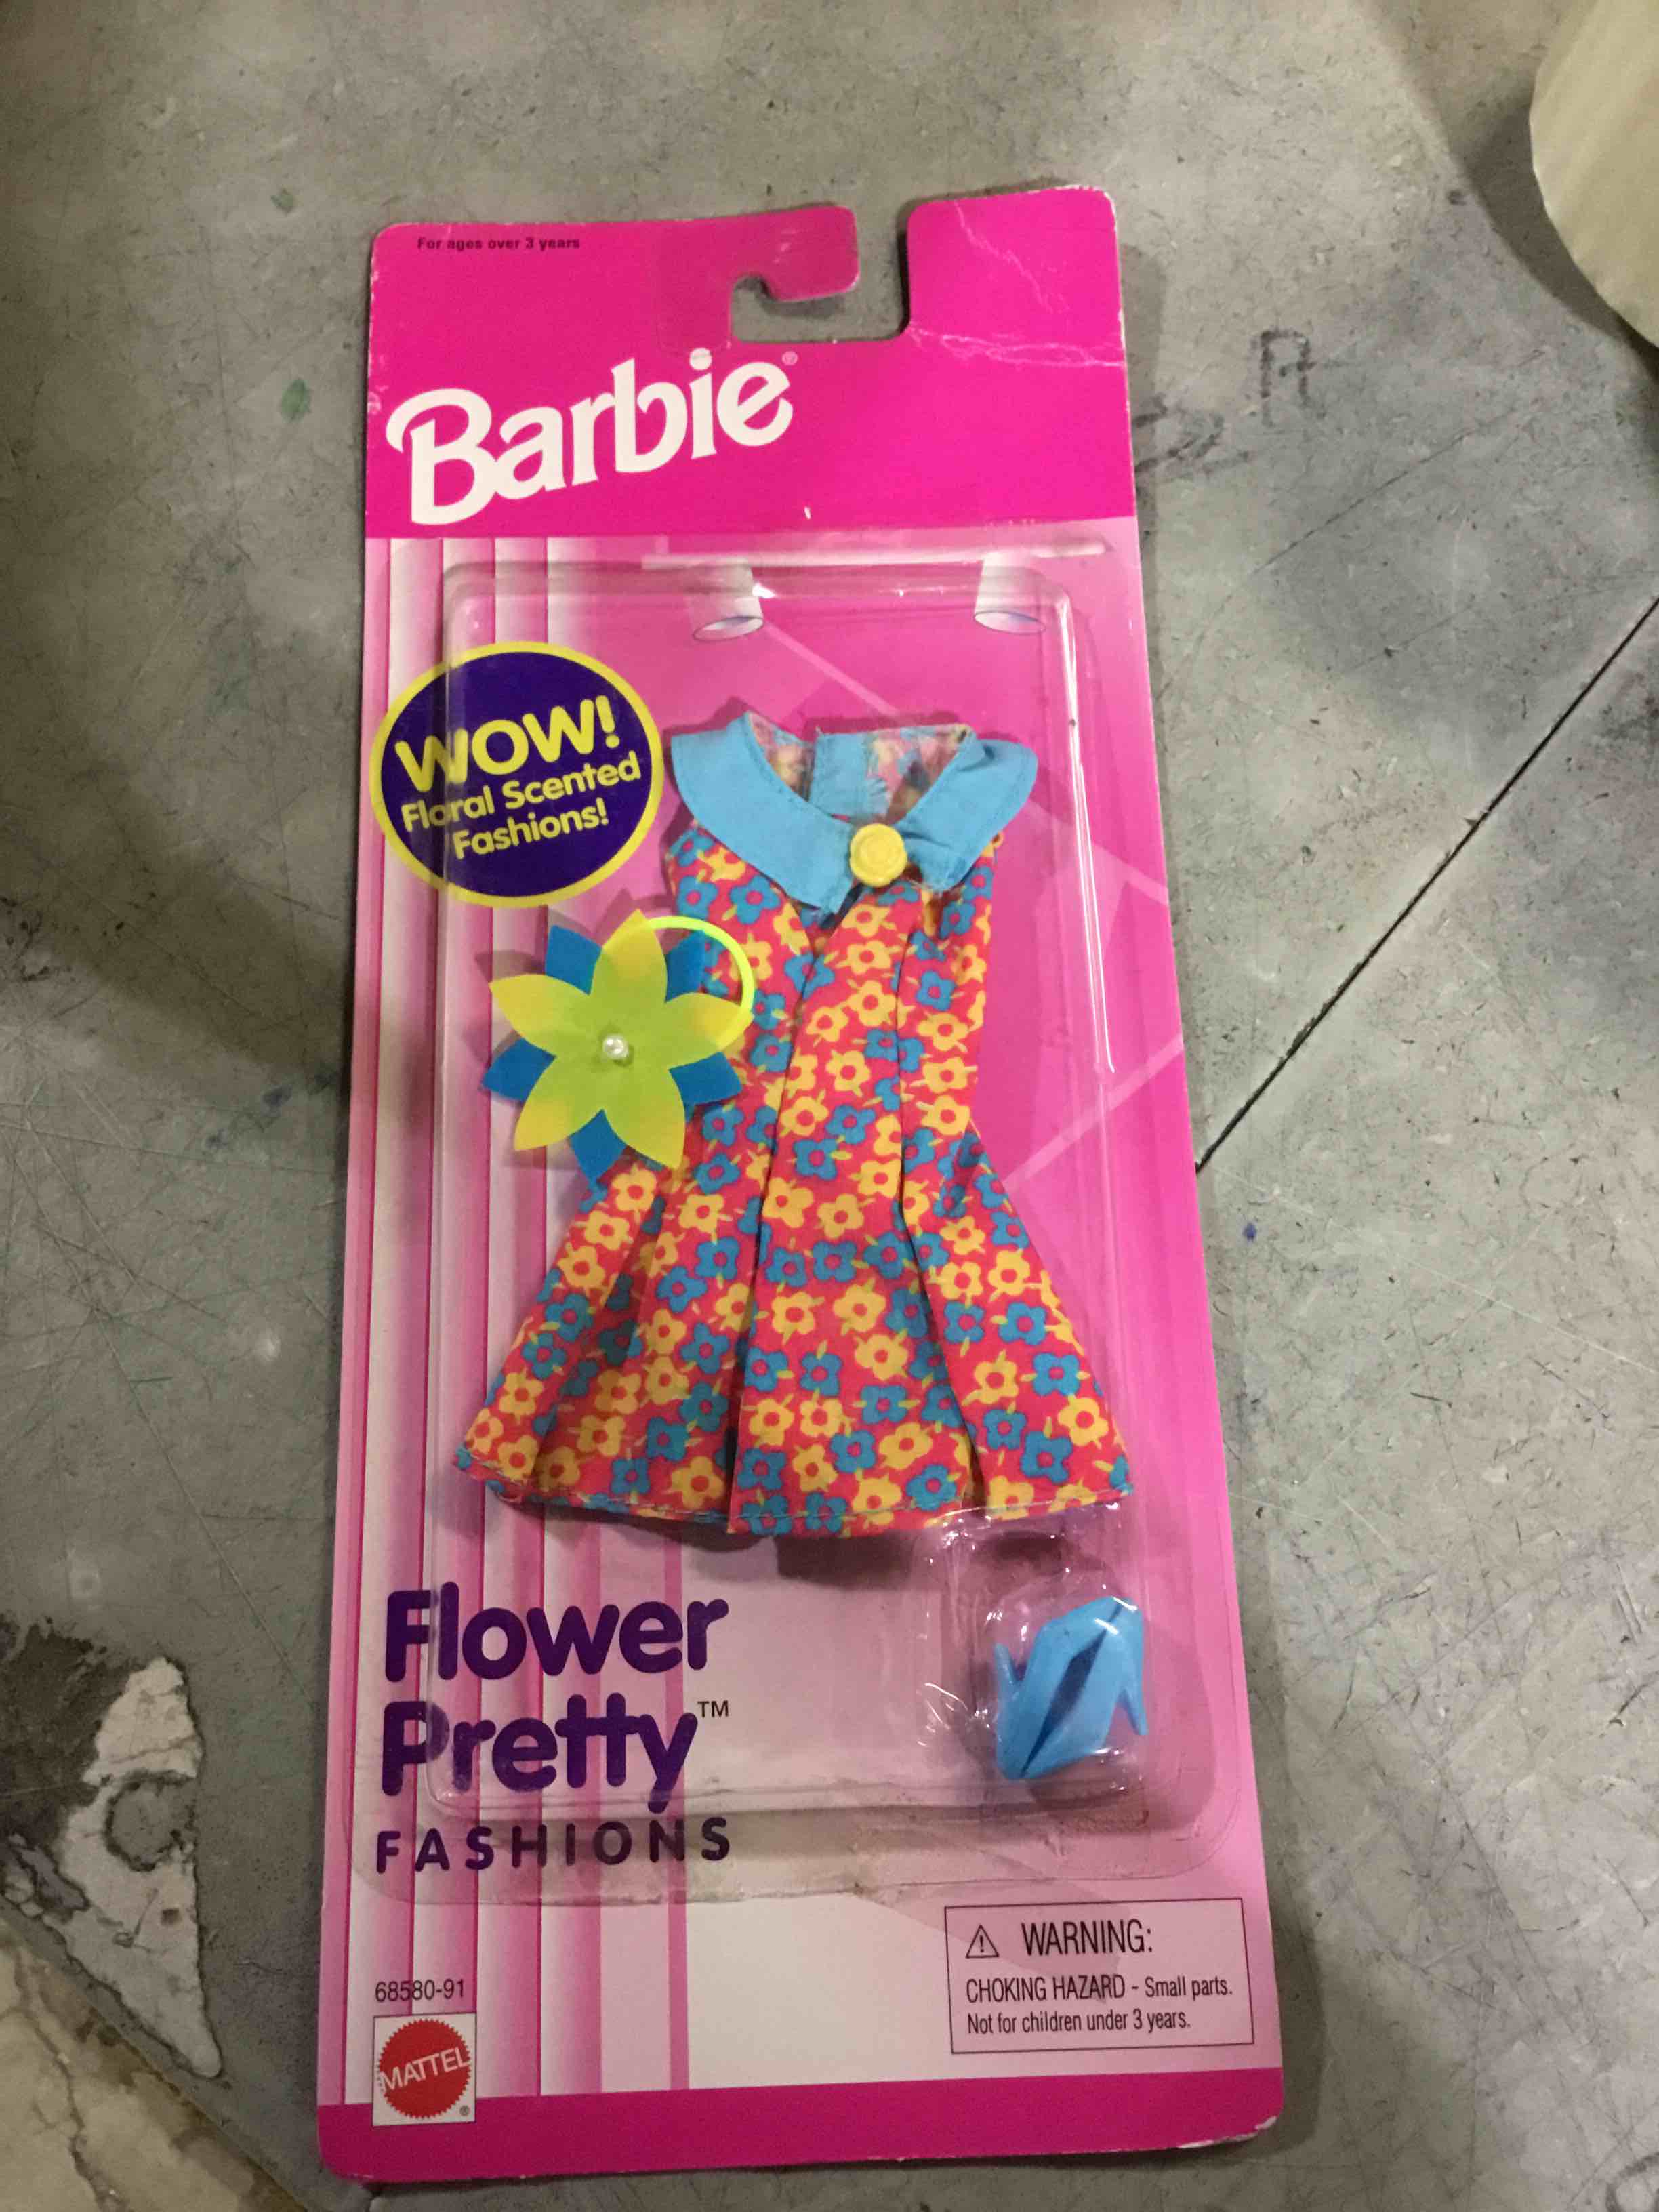 For ages over 3 years
Barbie®
WOW!
Floral Scented
Fashions!
Flower
Pretty™
FASHIONS
68580-91
MATTEL
®
⚠ WARNING:
CHOKING HAZARD - Small parts.
Not for children under 3 years.